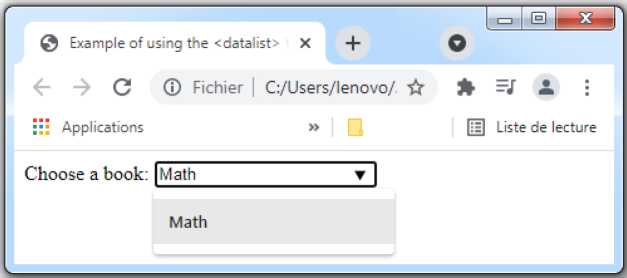 Example of using the <datalist>
Fichier | C:/Users/lenovo/.
Applications » Liste de lecture
Choose a book: Math
Math